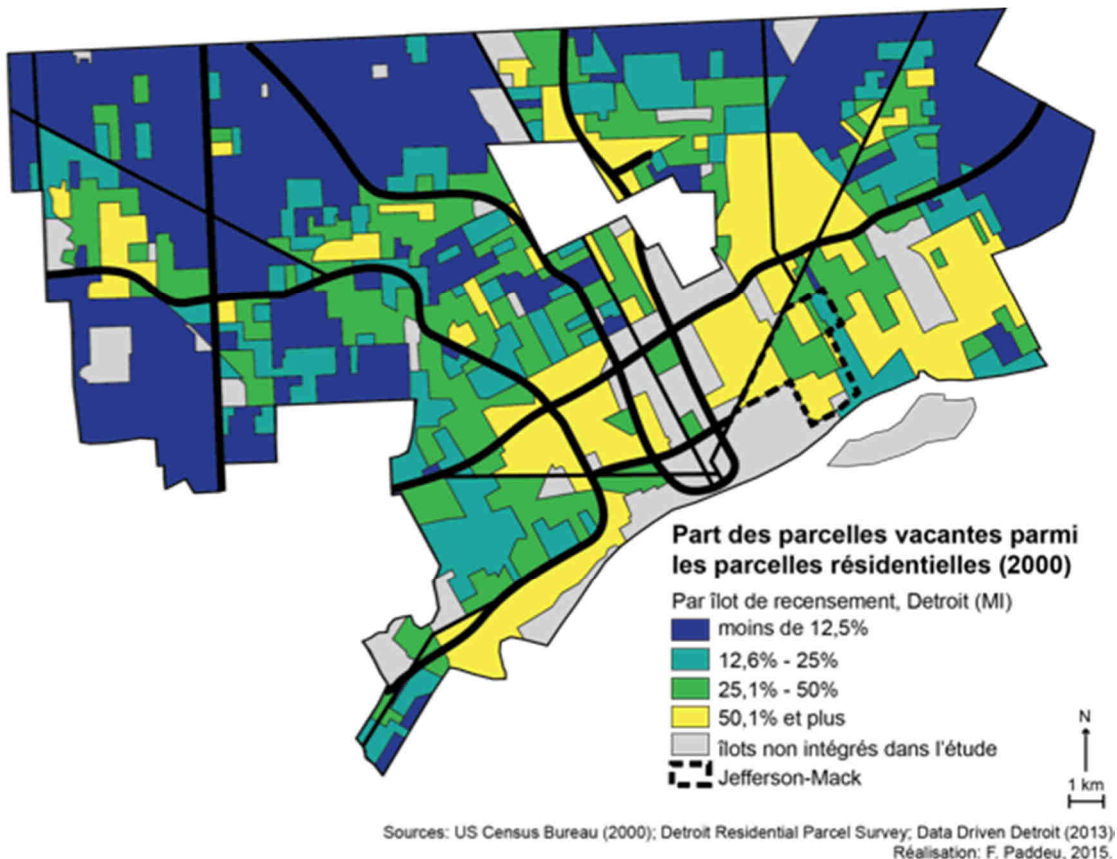 Part des parcelles vacantes parmi
les parcelles résidentielles (2000)
Par îlot de recensement, Detroit (MI)
moins de 12,5%
12,6% - 25%
25,1% - 50%
50,1% et plus
îlots non intégrés dans l'étude
Jefferson-Mack
N
1 km
Sources: US Census Bureau (2000); Detroit Residential Parcel Survey; Data Driven Detroit (2013)
Réalisation: F. Paddeu, 2015.